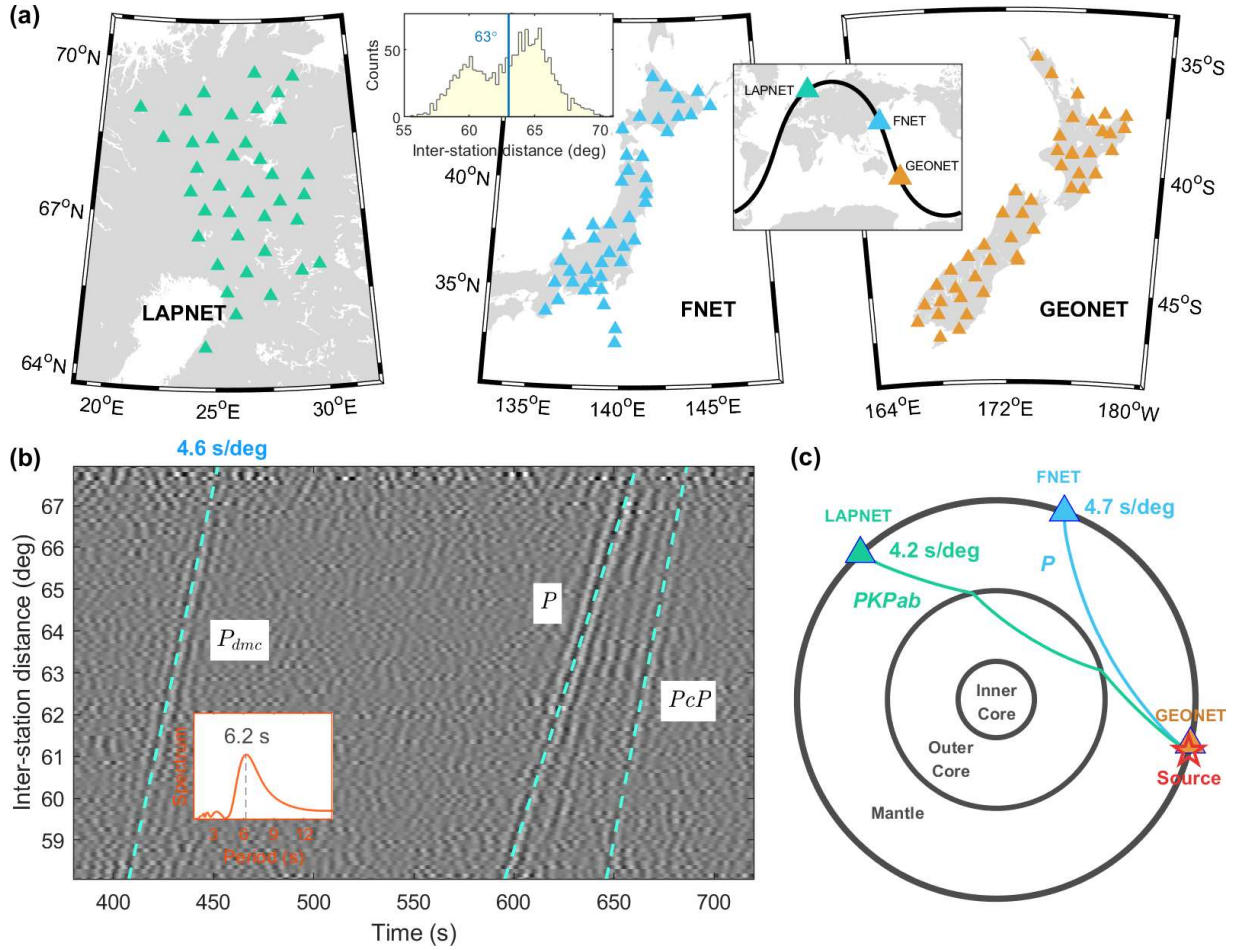 (a)
70°N
67°N
64°N
20°E
25°E
30°E
LAPNET
Counts
50
0
55
60
65
70
63°
Inter-station distance (deg)
40°N
35°N
135°E
140°E
145°E
FNET
LAPNET
FNET
GEONET
35°S
40°S
45°S
164°E
172°E
180°W
GEONET
(b)
4.6 s/deg
Inter-station distance (deg)
67
66
65
64
63
62
61
60
59
400
450
500
550
600
650
700
Time (s)
Pdmc
P
PcP
6.2 s
Spectrum
3
6
9
12
Period (s)
(c)
FNET
LAPNET
4.7 s/deg
4.2 s/deg
P
PKPab
Inner
Core
Outer
Core
Mantle
GEONET
Source